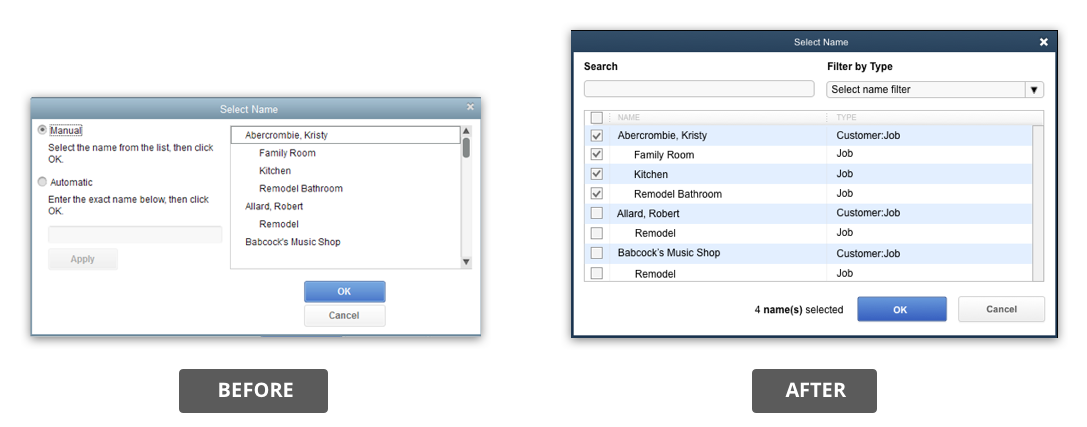 Select Name
Manual
Select the name from the list, then click
OK.
Automatic
Enter the exact name below, then click
OK.
Apply
Abercrombie, Kristy
Family Room
Kitchen
Remodel Bathroom
Allard, Robert
Remodel
Babcock's Music Shop
OK
Cancel
BEFORE
Select Name
Search
Filter by Type
Select name filter
NAME TYPE
Abercrombie, Kristy Customer:Job
Family Room Job
Kitchen Job
Remodel Bathroom Job
Allard, Robert Customer:Job
Remodel Job
Babcock's Music Shop Customer:Job
Remodel Job
4 name(s) selected
OK
Cancel
AFTER